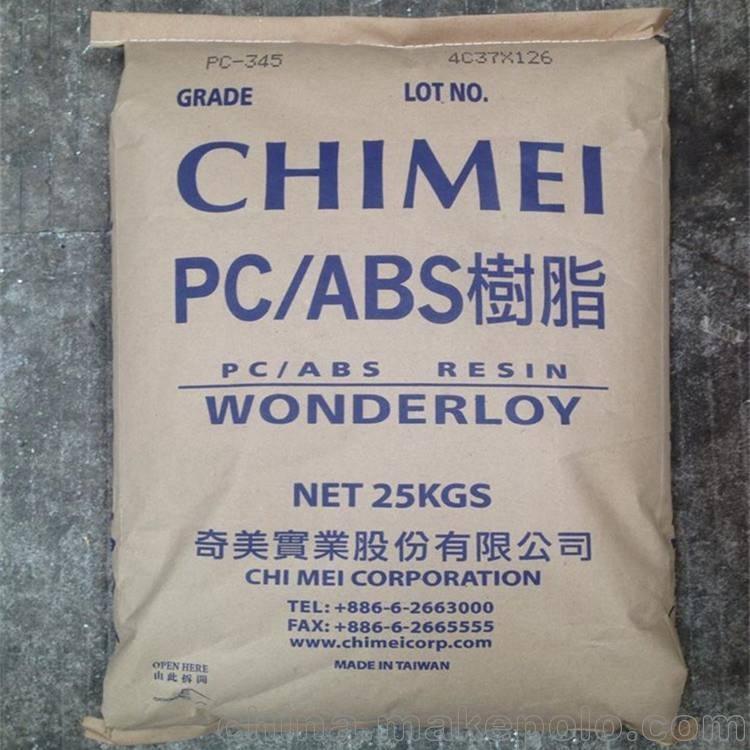 PC-345 4C37X126
GRADE LOT NO.
CHIMEI
PC/ABS樹脂
PC/ABS RESIN
WONDERLOY
NET 25KGS
奇美實業股份有限公司
CHI MEI CORPORATION
TEL: +886-6-2663000
FAX: +886-6-2665555
www.chimeicorp.com
MADE IN TAIWAN
OPEN HERE
由此拆開
china.makepolo.com